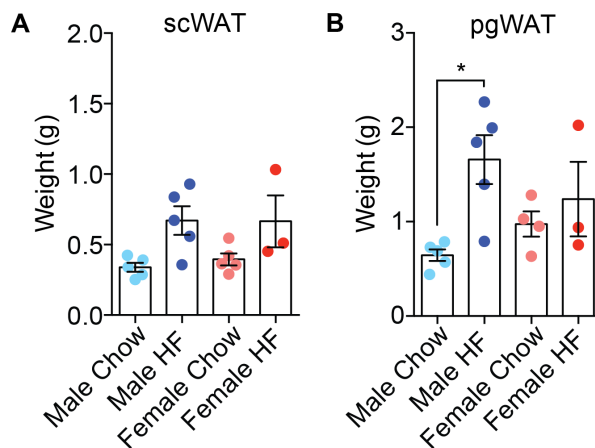 A
scWAT
Weight (g)
2.0
1.5
1.0
0.5
0.0
Male Chow
Male HF
Female Chow
Female HF
B
pgWAT
Weight (g)
3
2
1
0
*
Male Chow
Male HF
Female Chow
Female HF